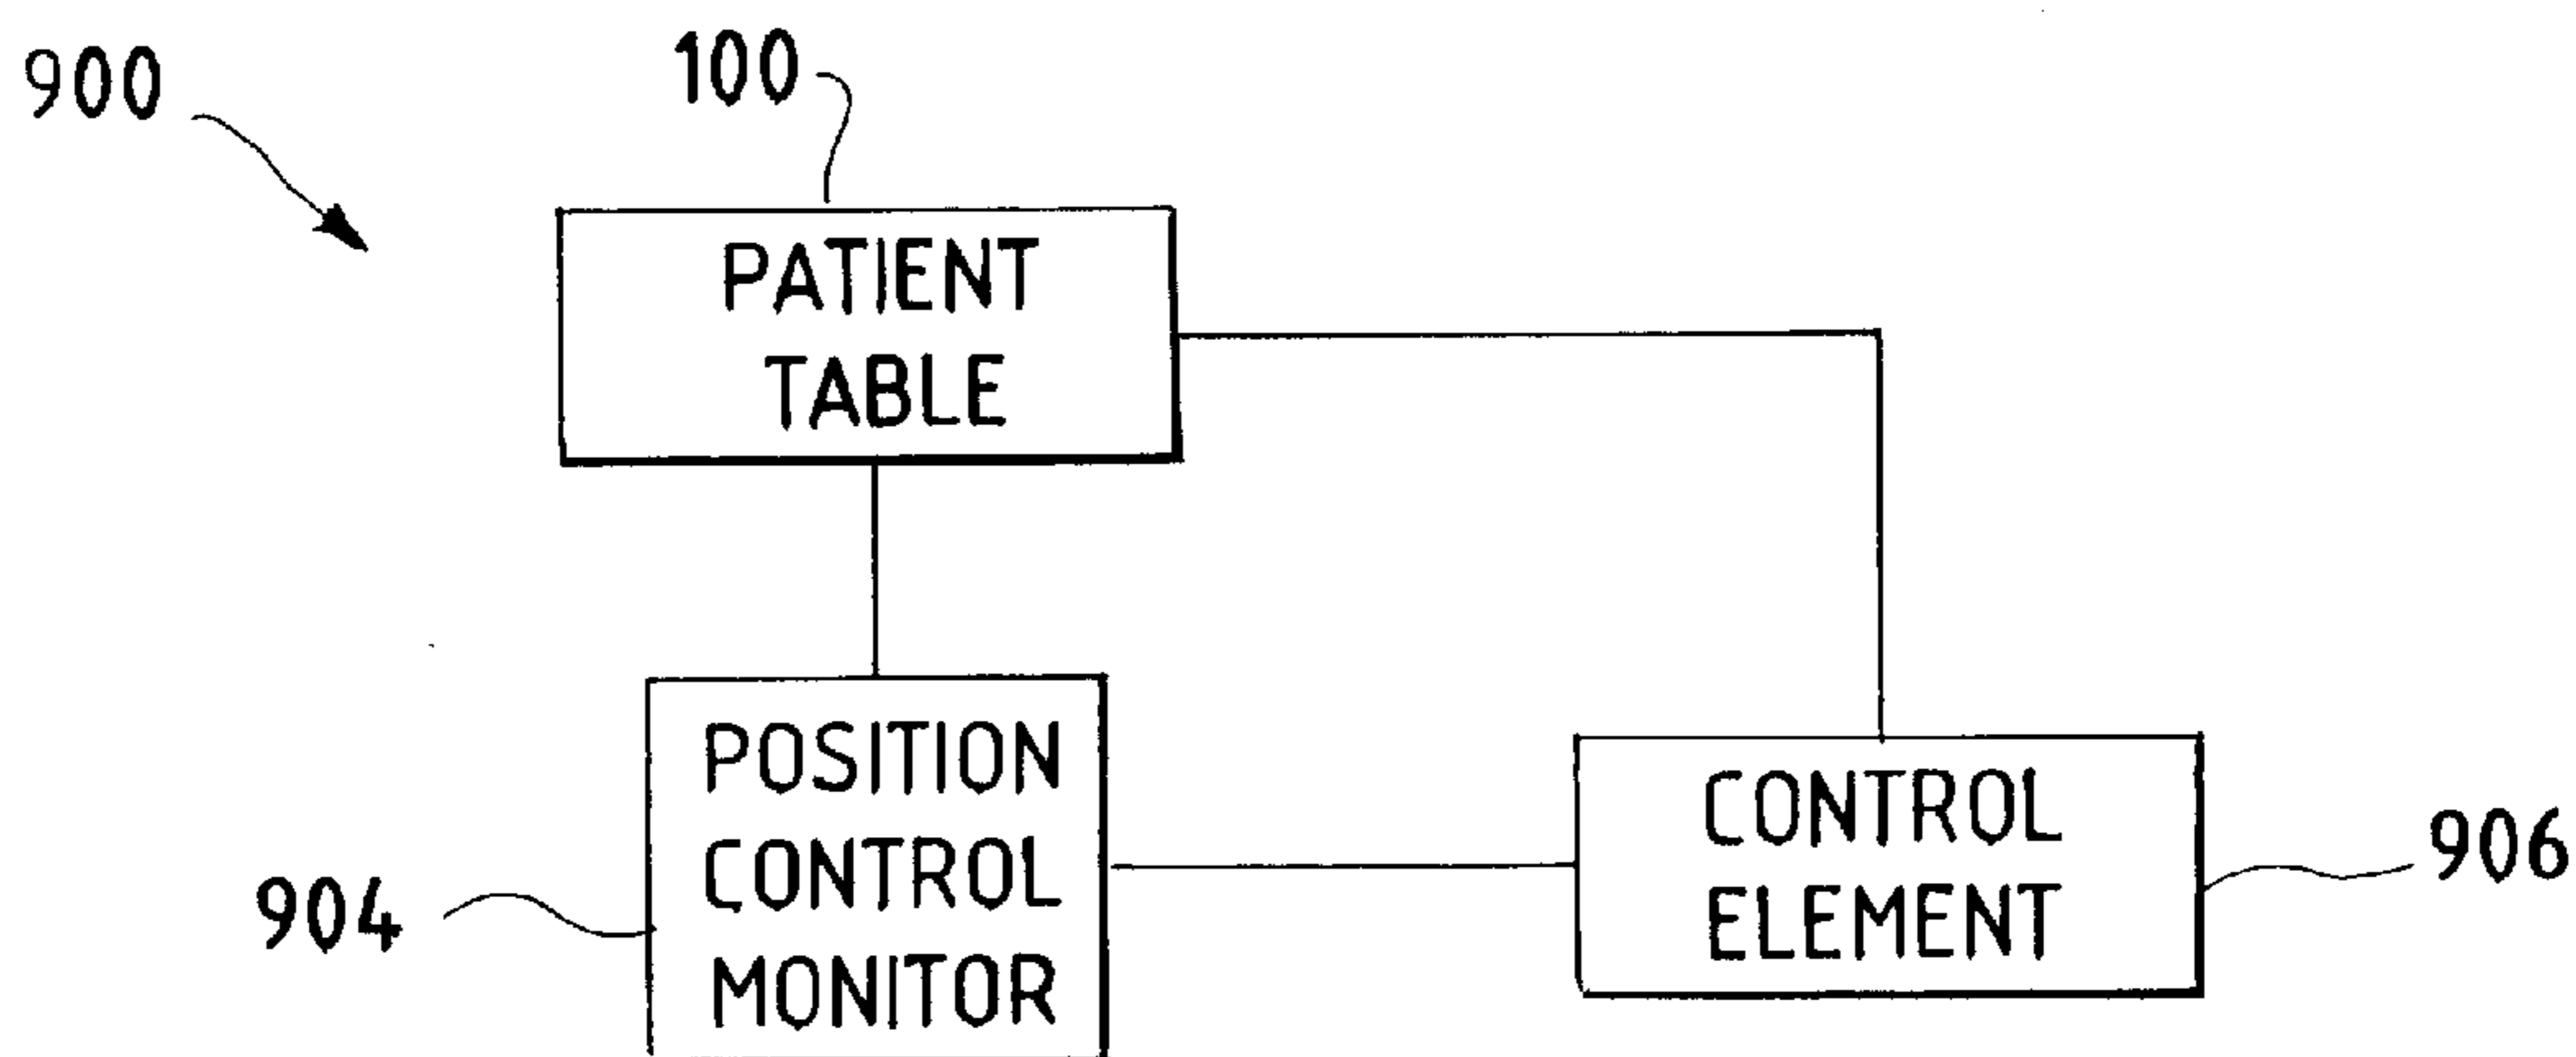 900
100
PATIENT
TABLE
POSITION
CONTROL
MONITOR
904
CONTROL
ELEMENT
906